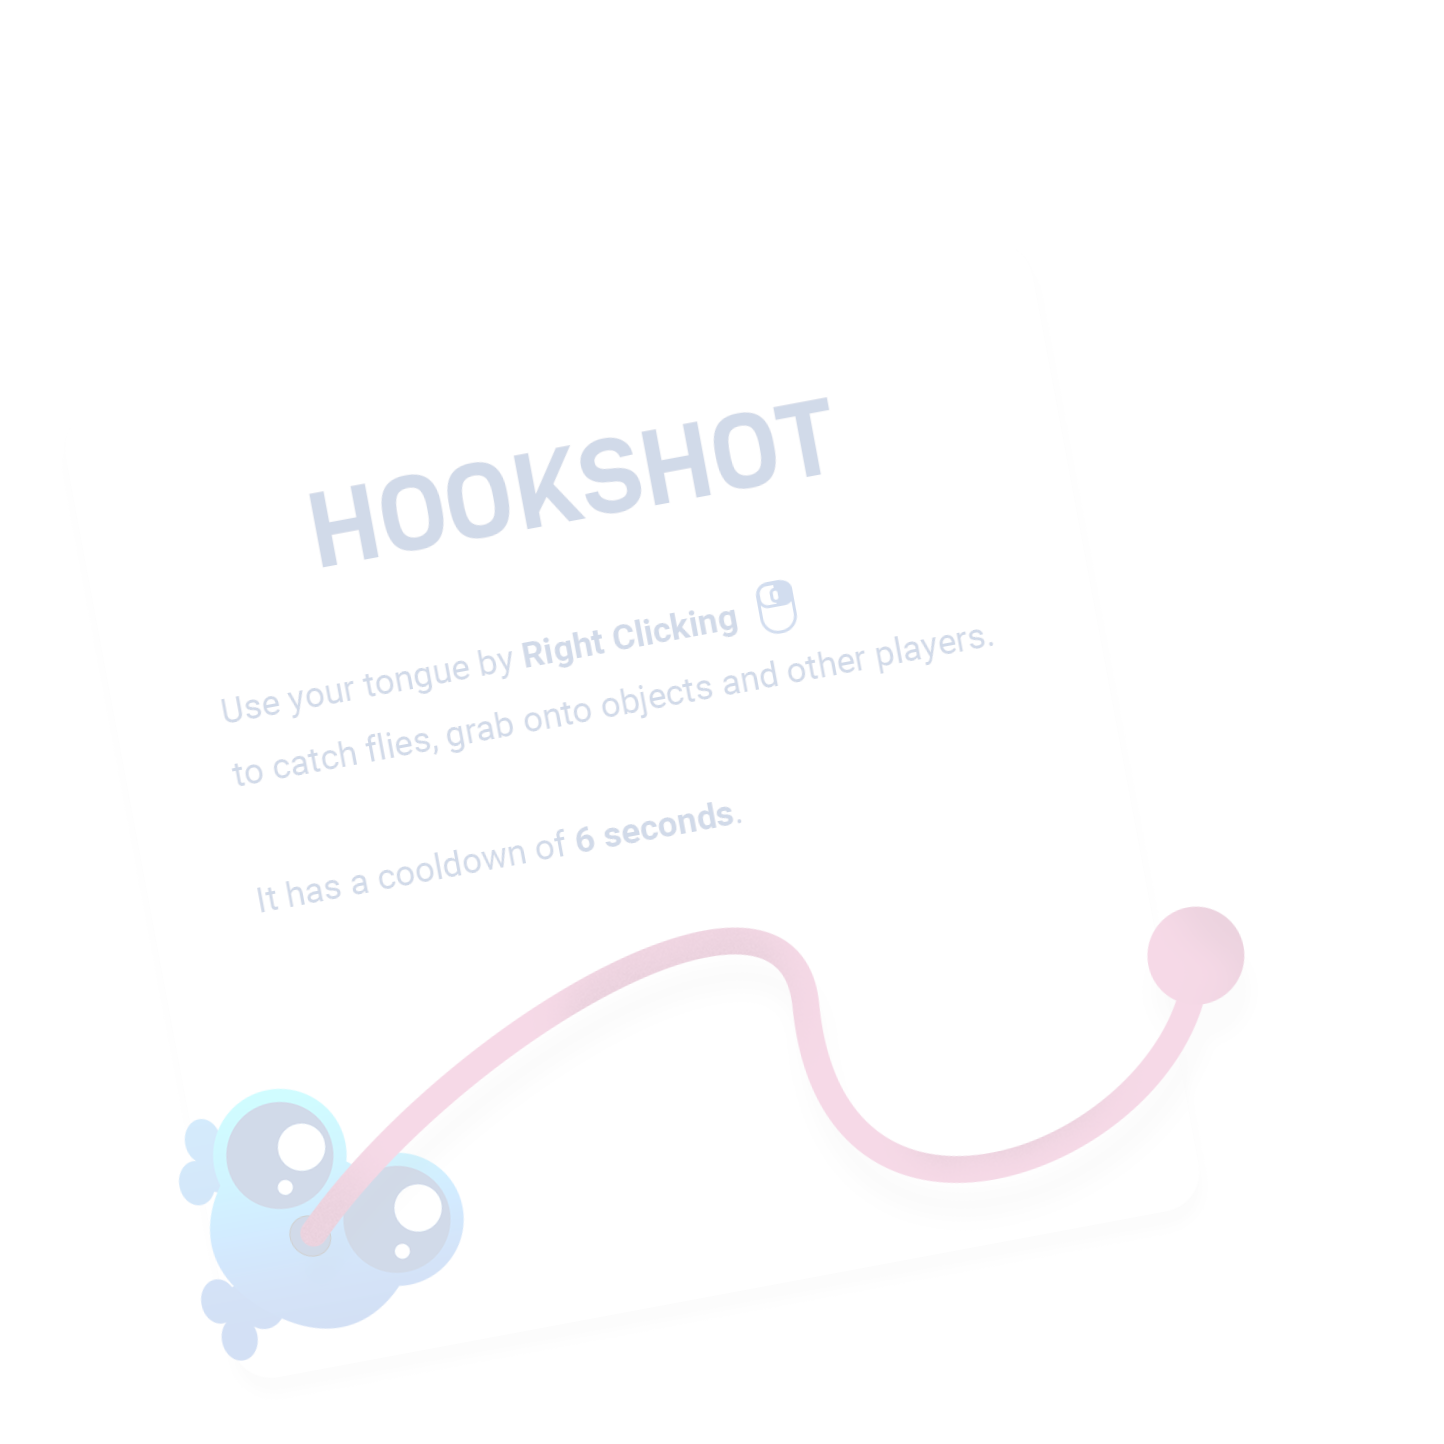 HOOKSHOT
Use your tongue by Right Clicking
to catch flies, grab onto objects and other players.
It has a cooldown of 6 seconds.